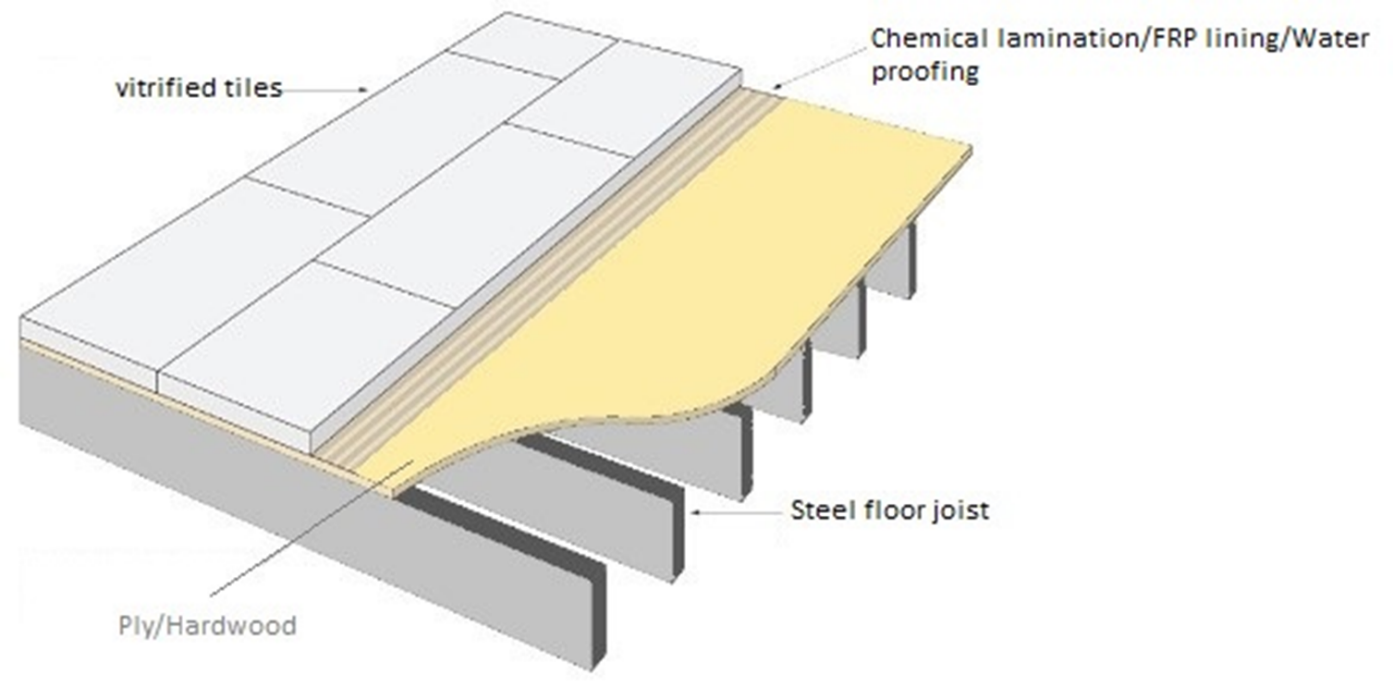 Chemical lamination/FRP lining/Water
proofing
vitrified tiles
Steel floor joist
Ply/Hardwood